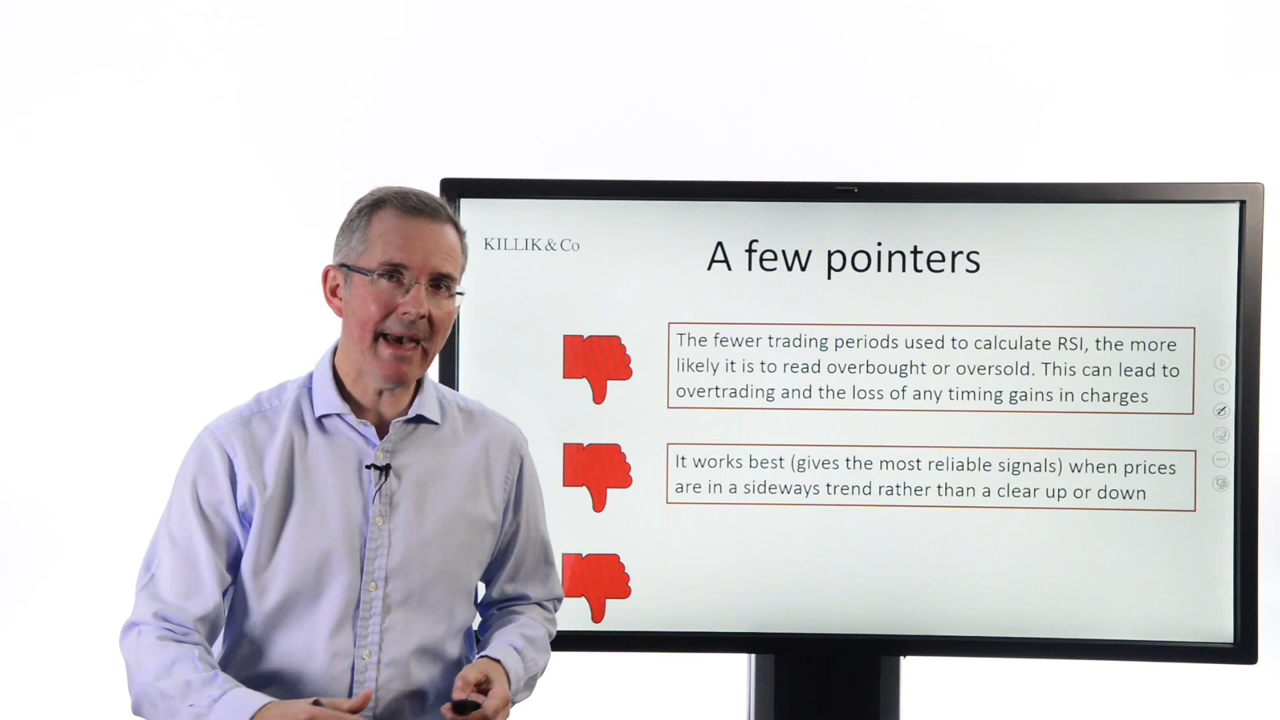 KILLIK & Co
A few pointers
The fewer trading periods used to calculate RSI, the more
likely it is to read overbought or oversold. This can lead to
overtrading and the loss of any timing gains in charges
It works best (gives the most reliable signals) when prices
are in a sideways trend rather than a clear up or down